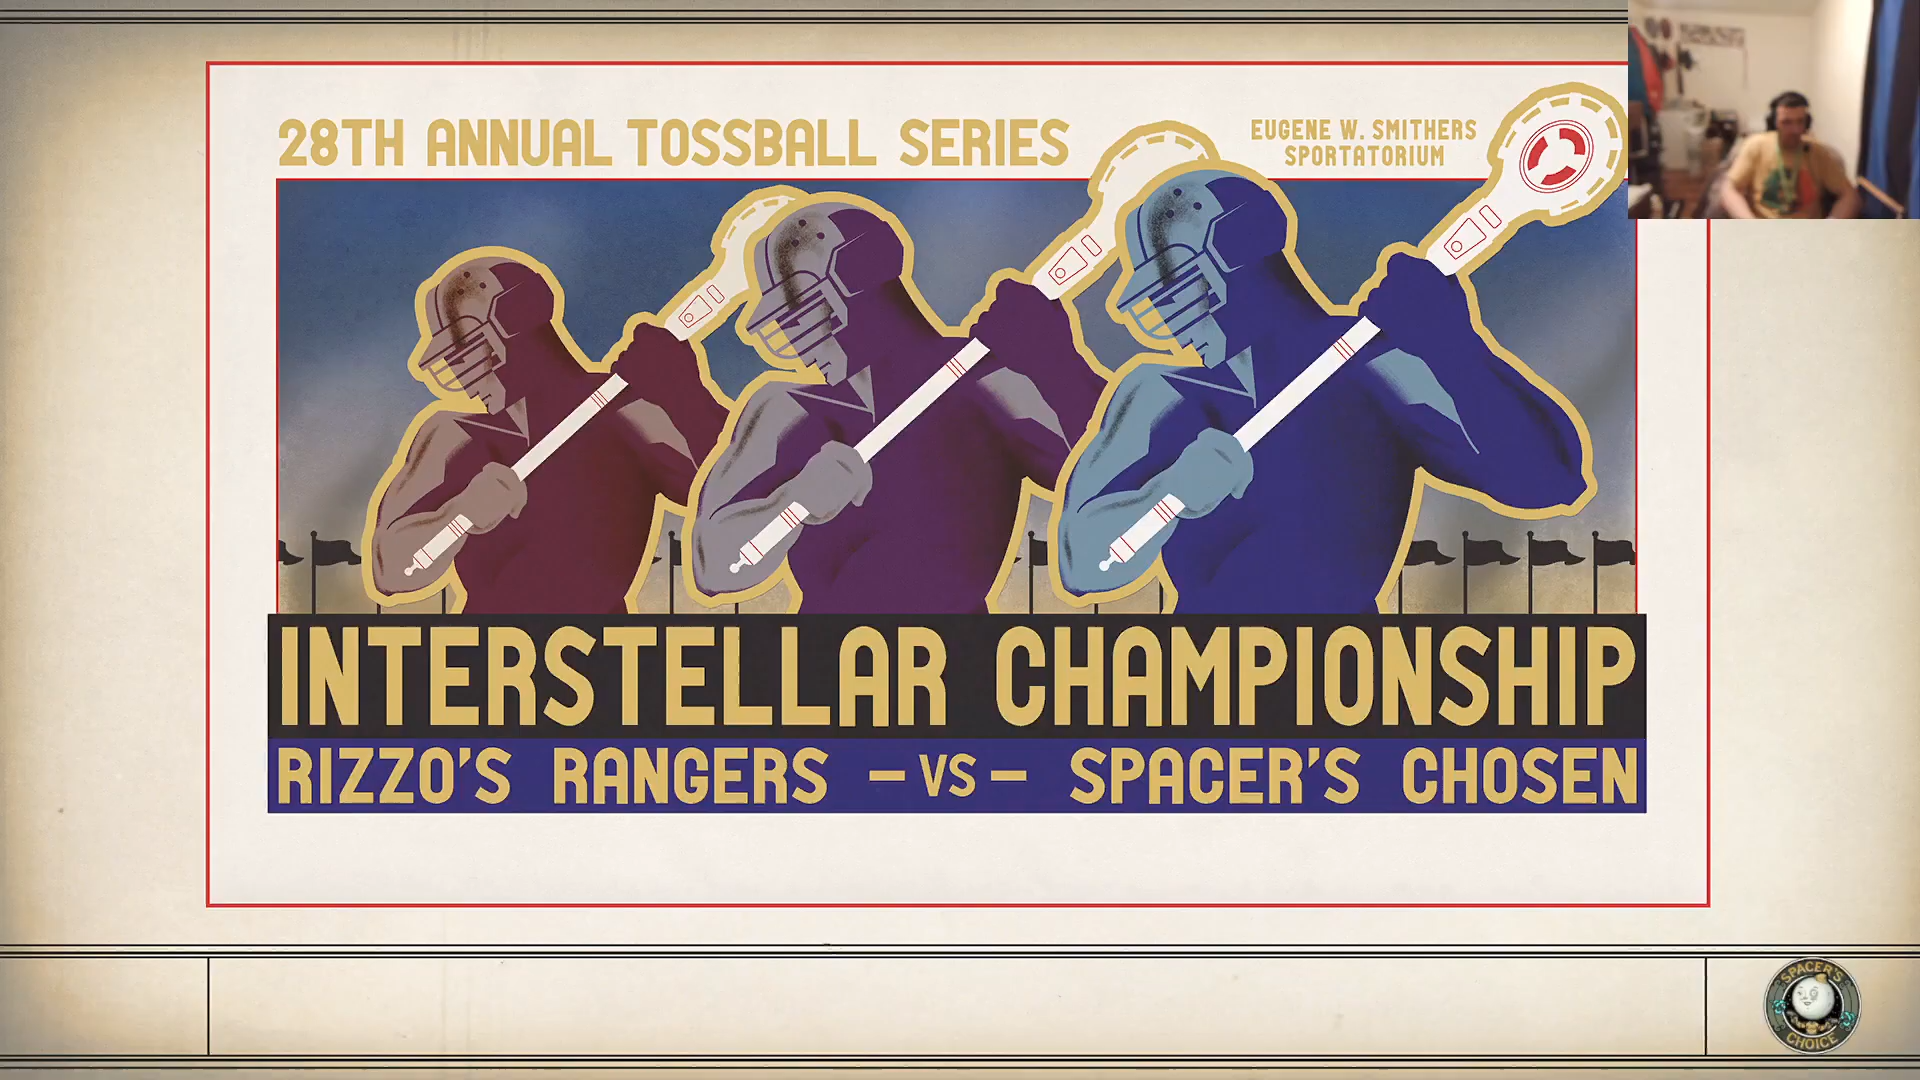 28TH ANNUAL TOSSBALL SERIES
EUGENE W. SMITHERS
SPORTATORIUM
INTERSTELLAR CHAMPIONSHIP
RIZZO'S RANGERS – VS – SPACER'S CHOSEN
SPACER'S
CHOICE